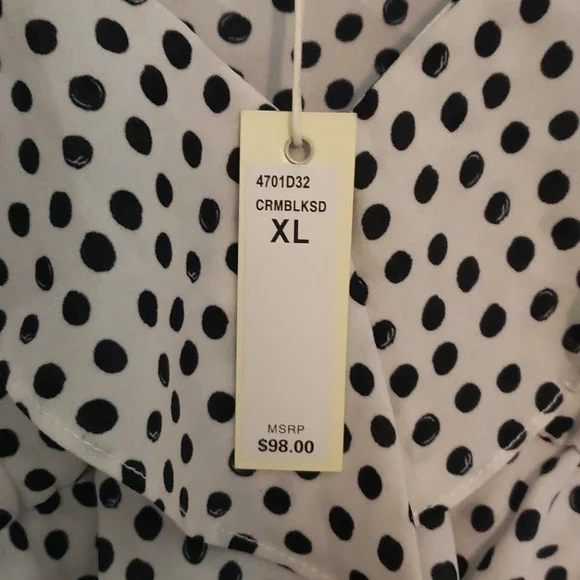 4701D32
CRMBLKSD
XL
MSRP
$98.00